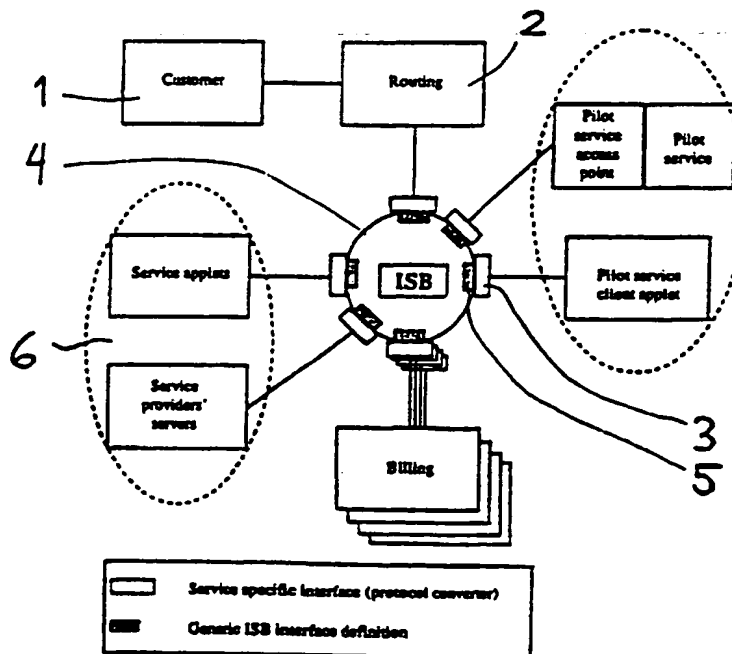 2
1
Customer
Routing
Pilot
service
access
point
Pilot
service
4
Service applets
ISB
Pilot service
client applet
6
Service
providers'
servers
3
5
Billing
Service specific interface (protocol converter)
Generic ISB interface definition